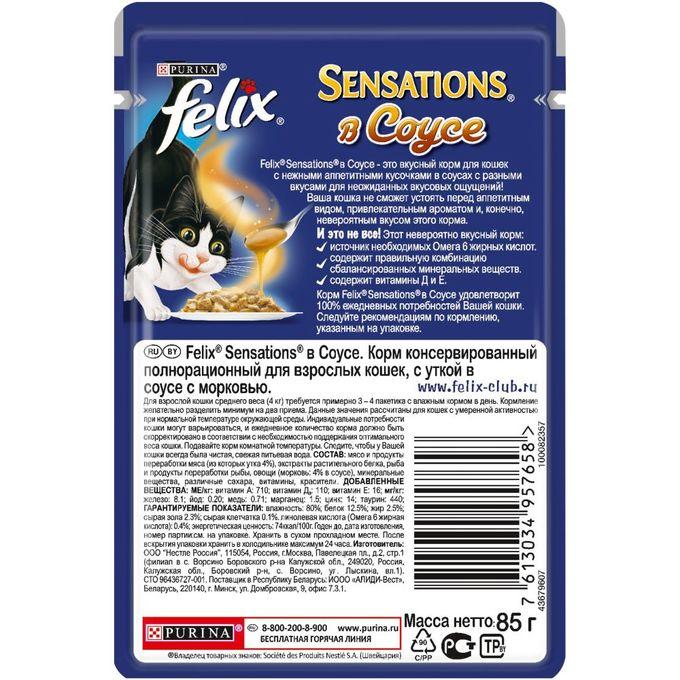 PURINA®
felix®
SENSATIONS®
в Соусе
Felix® Sensations® в Соусе - это вкусный корм для кошек
с нежными аппетитными кусочками в соусах с разными
вкусами для неожиданных вкусовых ощущений!
Ваша кошка не сможет устоять перед аппетитным
видом, привлекательным ароматом и, конечно,
невероятным вкусом этого корма.
И это не все! Этот невероятно вкусный корм:
✓ источник необходимых Омега 6 жирных кислот.
✓ содержит правильную комбинацию
сбалансированных минеральных веществ.
✓ содержит витамины Д и Е.
Корм Felix® Sensations® в Соусе удовлетворит
100% ежедневных потребностей Вашей кошки.
Следуйте рекомендациям по кормлению,
указанным на упаковке.
RU BY Felix® Sensations® в Соусе. Корм консервированный
полнорационный для взрослых кошек, с уткой в
соусе с морковью.
www.felix-club.ru
Для взрослой кошки среднего веса (4 кг) требуется примерно 3 – 4 пакетика с влажным кормом в день. Кормление
желательно разделить минимум на два приема. Данные значения рассчитаны для кошек с умеренной активностью
при нормальной температуре окружающей среды. Индивидуальные потребности
кошки могут варьироваться, и ежедневное количество корма должно быть
скорректировано в соответствии с необходимостью поддержания оптимального
веса кошки. Подавайте корм комнатной температуры. Следите, чтобы у Вашей
кошки всегда была чистая, свежая питьевая вода. СОСТАВ: мясо и продукты
переработки мяса (из которых утка 4%), экстракты растительного белка, рыба
и продукты переработки рыбы, овощи (морковь: 4% в соусе), минеральные
вещества, различные сахара, витамины, красители. ДОБАВЛЕННЫЕ
ВЕЩЕСТВА: МЕ/кг: витамин А: 710; витамин Д₃: 110; витамин Е: 16; мг/кг:
железо: 8.1; йод: 0.20; медь: 0.71; марганец: 1.5; цинк: 14; таурин: 440;
ГАРАНТИРУЕМЫЕ ПОКАЗАТЕЛИ: влажность: 80%, белок 12.5%, жир: 2.5%,
сырая зола 2.3%, сырая клетчатка 0.1%, линолевая кислота (Омега 6 жирная
кислота): 0.4%; энергетическая ценность: 74ккал/100г. Годен до, дата изготовления,
номер партии:см. на упаковке. Хранить в сухом прохладном месте. После
вскрытия упаковки хранить в холодильнике максимум 24 часа. Изготовитель:
ООО "Нестле Россия", 115054, Россия, г.Москва, Павелецкая пл., д.2, стр.1
(филиал в с. Ворсино Боровского р-на Калужской обл., 249020, Россия,
Калужская обл., Боровский р-н, с. Ворсино, ул. Лыскина, вл.1).
СТО 96436727-001. Поставщик в Республику Беларусь: ИООО «АЛИДИ-Вест»,
Беларусь, 220140, г. Минск, ул. Домбровская, 9, офис 7.3.1.
100082357
7 613034 957658 >
43679607
PURINA
8-800-200-8-900 www.purina.ru
БЕСПЛАТНАЯ ГОРЯЧАЯ ЛИНИЯ
®Владелец товарных знаков: Société des Produits Nestlé S.A. (Швейцария)
Масса нетто: 85 г
90
C/PP
РСТ
ТР BY